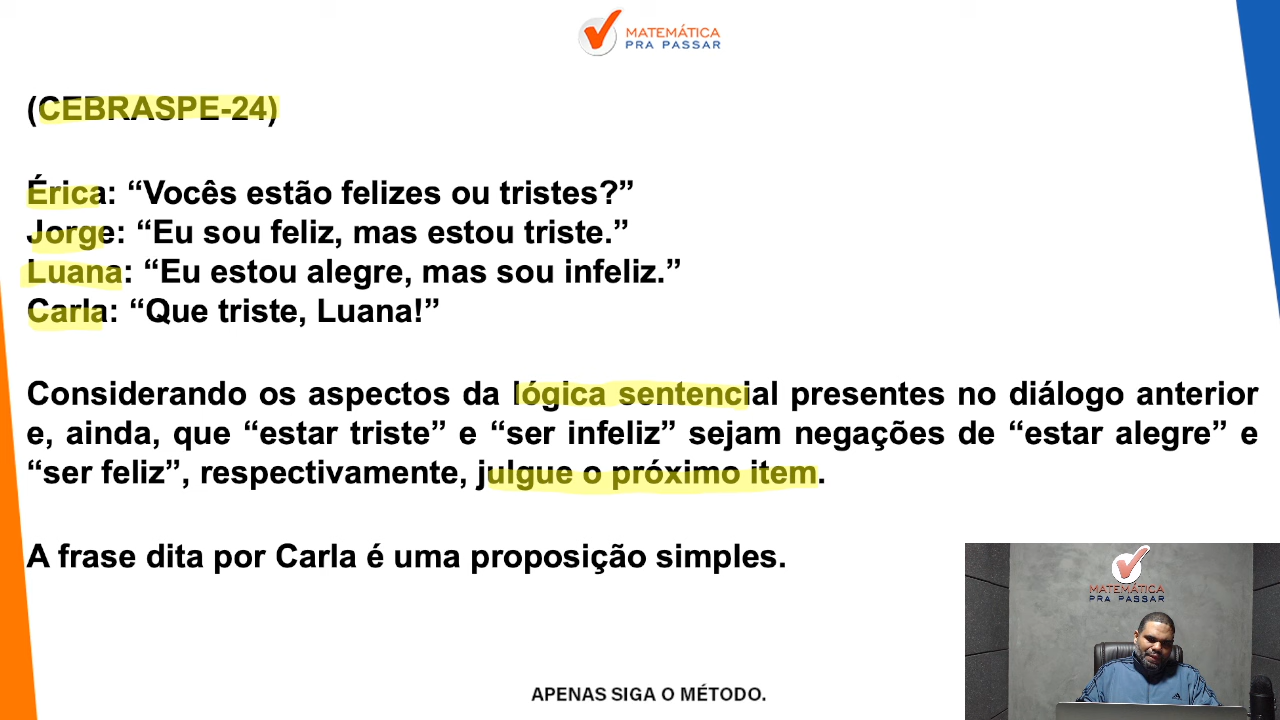 MATEMÁTICA
PRA PASSAR
(CEBRASPE-24)
Érica: “Vocês estão felizes ou tristes?”
Jorge: “Eu sou feliz, mas estou triste.”
Luana: “Eu estou alegre, mas sou infeliz.”
Carla: “Que triste, Luana!”
Considerando os aspectos da lógica sentencial presentes no diálogo anterior
e, ainda, que “estar triste” e “ser infeliz” sejam negações de “estar alegre” e
“ser feliz”, respectivamente, julgue o próximo item.
A frase dita por Carla é uma proposição simples.
MATEMÁTICA
PRA PASSAR
APENAS SIGA O MÉTODO.